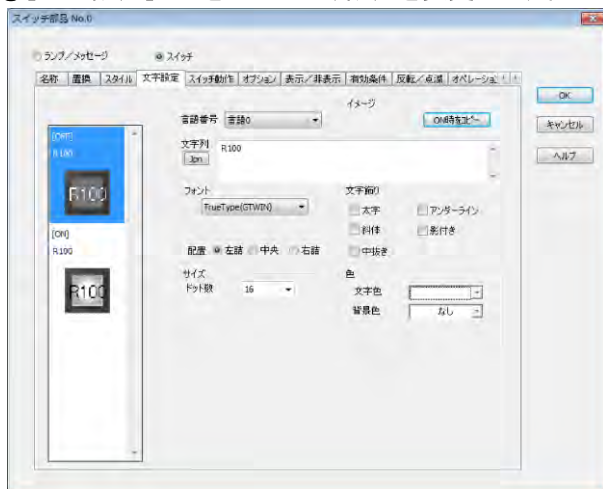 スイッチ部品 No.0
ランプ/メッセージ
スイッチ
名称 置換 スタイル 文字設定 スイッチ動作 オプション 表示/非表示 有効条件 反転/点滅 オペレーション
OK
キャンセル
ヘルプ
イメージ
言語番号 言語0
ON時をコピー
文字列
Jpn
R100
フォント
TrueType(GTWIN)
文字飾り
太字
アンダーライン
斜体
影付き
中抜き
配置 左詰 中央 右詰
サイズ
ドット数 16
色
文字色
背景色 なし
[OFF]
R100
R100
[ON]
R100
R100